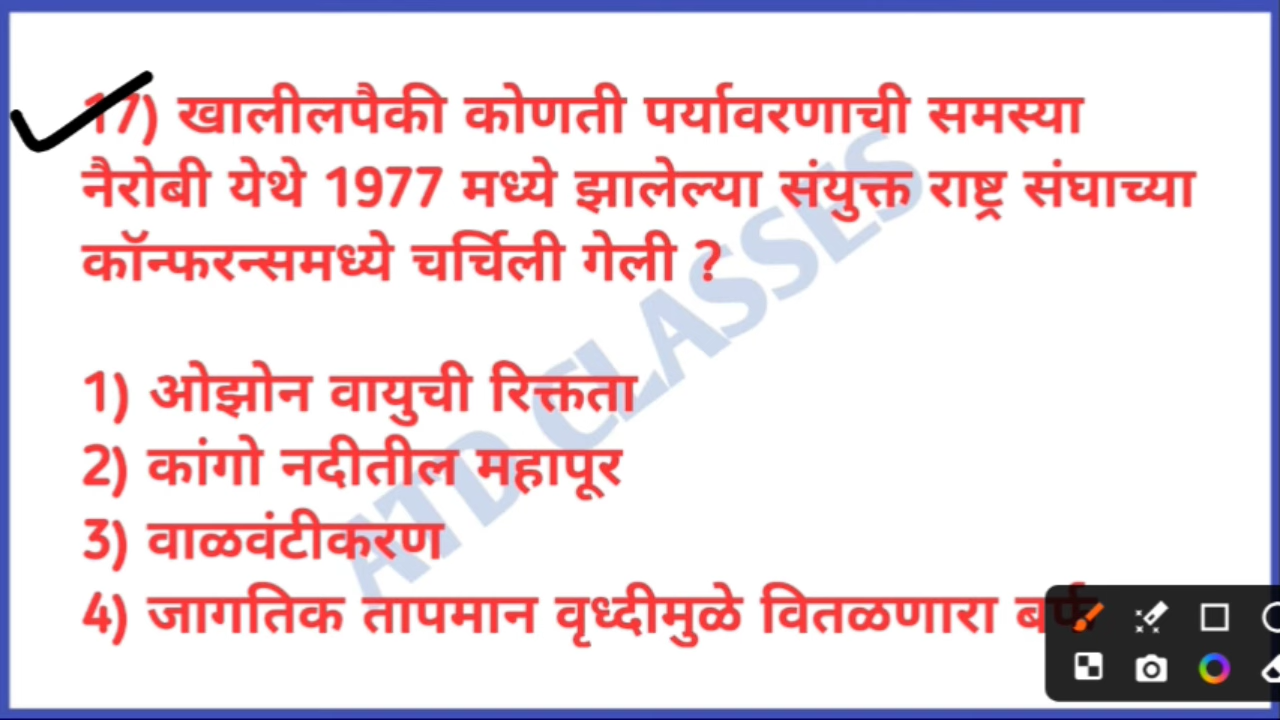 17) खालीलपैकी कोणती पर्यावरणाची समस्या
नैरोबी येथे 1977 मध्ये झालेल्या संयुक्त राष्ट्र संघाच्या
कॉन्फरन्समध्ये चर्चिली गेली ?
1) ओझोन वायुची रिक्तता
2) कांगो नदीतील महापूर
3) वाळवंटीकरण
4) जागतिक तापमान वृध्दीमुळे वितळणारा बर्फ
ATD CLASSES